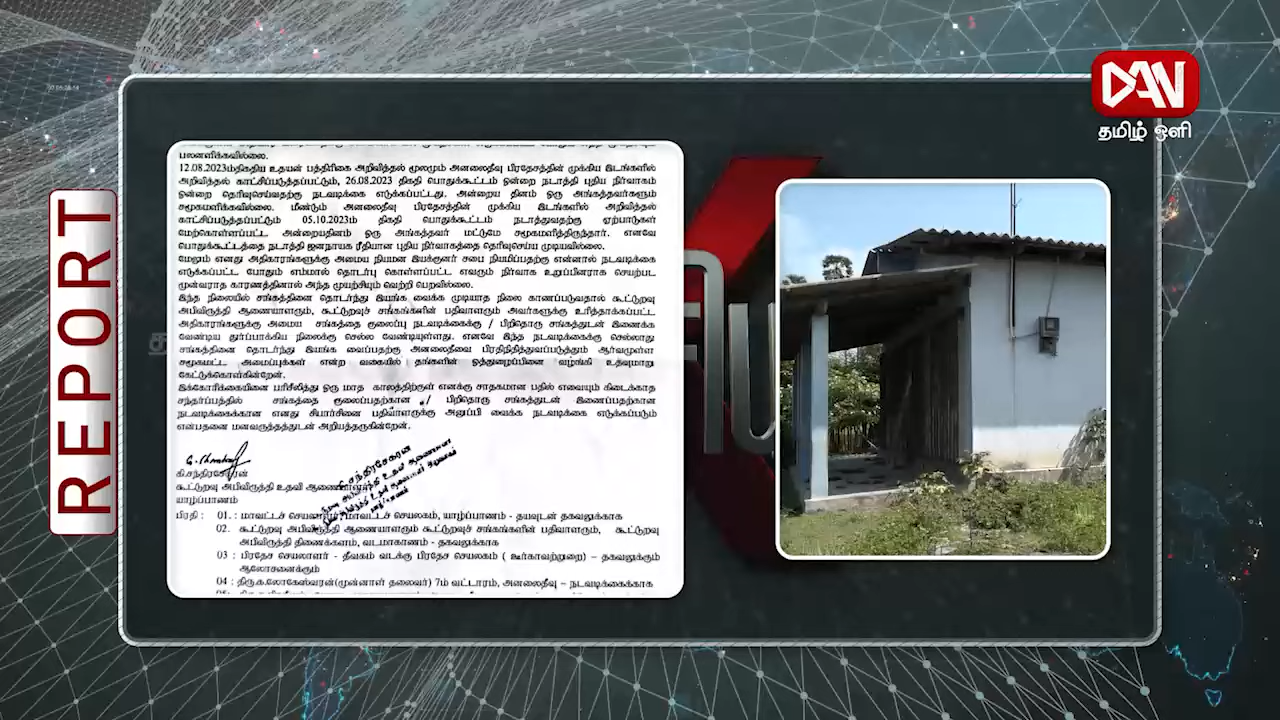 DAN
தமிழ் ஒளி
REPORT
பலனளிக்கவில்லை.
12.08.2023ம்திகதிய உதயன் பத்திரிகை அறிவித்தல் மூலமும் அனலைதீவு பிரதேசத்தின் முக்கிய இடங்களில்
அறிவித்தல் காட்சிப்படுத்தப்பட்டும், 26.08.2023 திகதி பொதுக்கூட்டம் ஒன்றை நடாத்தி புதிய நிர்வாகம்
ஒன்றை தெரிவுசெய்வதற்கு நடவடிக்கை எடுக்கப்பட்டது. அன்றைய தினம் ஒரு அங்கத்தவர்களும்
சமூகமளிக்கவில்லை. மீண்டும் அனலைதீவு பிரதேசத்தின் முக்கிய இடங்களில் அறிவித்தல்
காட்சிப்படுத்தப்பட்டும் 05.10.2023ம் திகதி பொதுக்கூட்டம் நடாத்துவதற்கு ஏற்பாடுகள்
மேற்கொள்ளப்பட்ட அன்றையதினம் ஒரு அங்கத்தவர் மட்டுமே சமூகமளித்திருந்தார். எனவே
பொதுக்கூட்டத்தை நடாத்தி ஜனநாயக ரீதியான புதிய நிர்வாகத்தை தெரிவுசெய்ய முடியவில்லை.
மேலும் எனது அதிகாரங்களுக்கு அமைய நியமன இயக்குனர் சபை நியமிப்பதற்கு என்னால் நடவடிக்கை
எடுக்கப்பட்ட போதும் எம்மால் தொடர்பு கொள்ளப்பட்ட எவரும் நிர்வாக உறுப்பினராக செயற்பட
முன்வராத காரணத்தினால் அந்த முயற்சியும் வெற்றி பெறவில்லை.
இந்த நிலையில் சங்கத்தினை தொடர்ந்து இயங்க வைக்க முடியாத நிலை காணப்படுவதால் கூட்டுறவு
அபிவிருத்தி ஆணையாளர், கூட்டுறவுச் சங்கங்களின் பதிவாளரும் அவர்களுக்கு உரித்தாக்கப்பட்ட
அதிகாரங்களுக்கு அமைய சங்கத்தை குலைப்பு நடவடிக்கைக்கு / பிறிதொரு சங்கத்துடன் இணைக்க
வேண்டிய துர்ப்பாக்கிய நிலைக்கு செல்ல வேண்டியுள்ளது. எனவே இந்த நடவடிக்கைக்கு செல்லாது
சங்கத்தினை தொடர்ந்து இயங்க வைப்பதற்கு அனலைதீவை பிரதிநிதித்துவப்படுத்தும் ஆர்வமுள்ள
சமூகமட்ட அமைப்புக்கள் என்ற வகையில் தங்களின் ஒத்துழைப்பினை வழங்கி உதவுமாறு
கேட்டுக்கொள்கின்றேன்.
இக்கோரிக்கையினை பரிசீலித்து ஒரு மாத காலத்திற்குள் எனக்கு சாதகமான பதில் எவையும் கிடைக்காத
சந்தர்ப்பத்தில் சங்கத்தை குலைப்பதற்கான / பிறிதொரு சங்கத்துடன் இணைப்பதற்கான
நடவடிக்கைக்கான எனது சிபார்சினை பதிவாளருக்கு அனுப்பி வைக்க நடவடிக்கை எடுக்கப்படும்
என்பதனை மனவருத்தத்துடன் அறியத்தருகின்றேன்.
கி.சந்திரசேகரன்
கூட்டுறவு அபிவிருத்தி உதவி ஆணையாளர்
யாழ்ப்பாணம்
பிரதி : 01. : மாவட்டச் செயலாளர், மாவட்டச் செயலகம், யாழ்ப்பாணம் - தயவுடன் தகவலுக்காக
02. கூட்டுறவு அபிவிருத்தி ஆணையாளரும் கூட்டுறவுச் சங்கங்களின் பதிவாளரும், கூட்டுறவு
அபிவிருத்தி திணைக்களம், வடமாகாணம் - தகவலுக்காக
03 : பிரதேச செயலாளர் - தீவகம் வடக்கு பிரதேச செயலகம் ( ஊர்காவற்றுறை) – தகவலுக்கும்
ஆலோசனைக்கும்
04 : திரு.க.லோகேஸ்வரன்(முன்னாள் தலைவர்) 7ம் வட்டாரம், அனலைதீவு – நடவடிக்கைக்காக